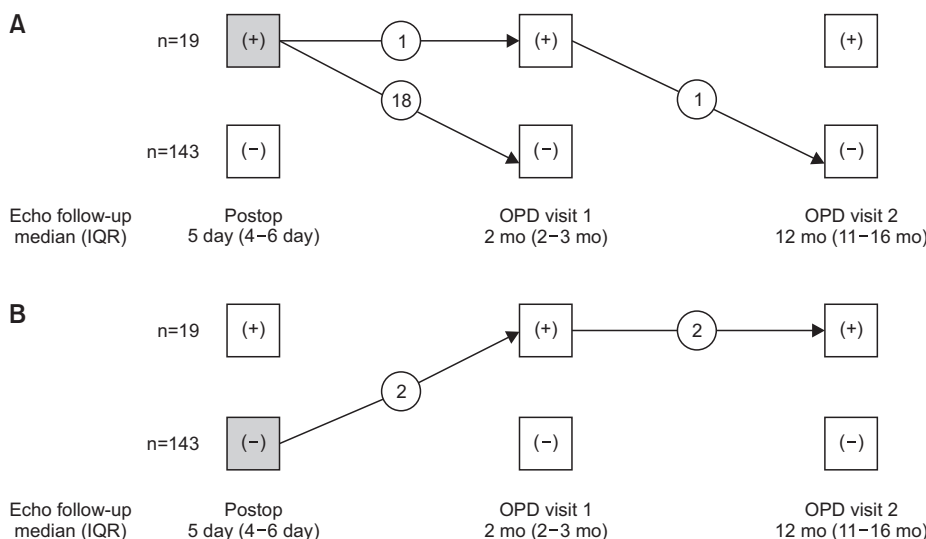 A
n=19 (+) 1 (+) (+)
18 1
n=143 (−) (−) (−)
Echo follow-up Postop OPD visit 1 OPD visit 2
median (IQR) 5 day (4−6 day) 2 mo (2−3 mo) 12 mo (11−16 mo)
B
n=19 (+) (+) 2 (+)
2
n=143 (−) (−) (−)
Echo follow-up Postop OPD visit 1 OPD visit 2
median (IQR) 5 day (4−6 day) 2 mo (2−3 mo) 12 mo (11−16 mo)